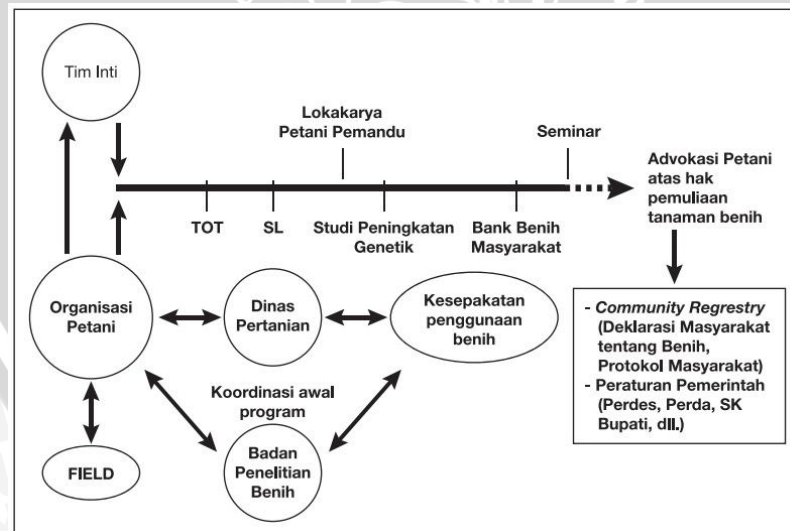 Tim Inti
Lokakarya
Petani Pemandu
Seminar
Advokasi Petani
atas hak
pemuliaan
tanaman benih
TOT
SL
Studi Peningkatan
Genetik
Bank Benih
Masyarakat
Organisasi
Petani
Dinas
Pertanian
Kesepakatan
penggunaan
benih
- Community Regrestry
(Deklarasi Masyarakat
tentang Benih,
Protokol Masyarakat)
- Peraturan Pemerintah
(Perdes, Perda, SK
Bupati, dll.)
Koordinasi awal
program
FIELD
Badan
Penelitian
Benih